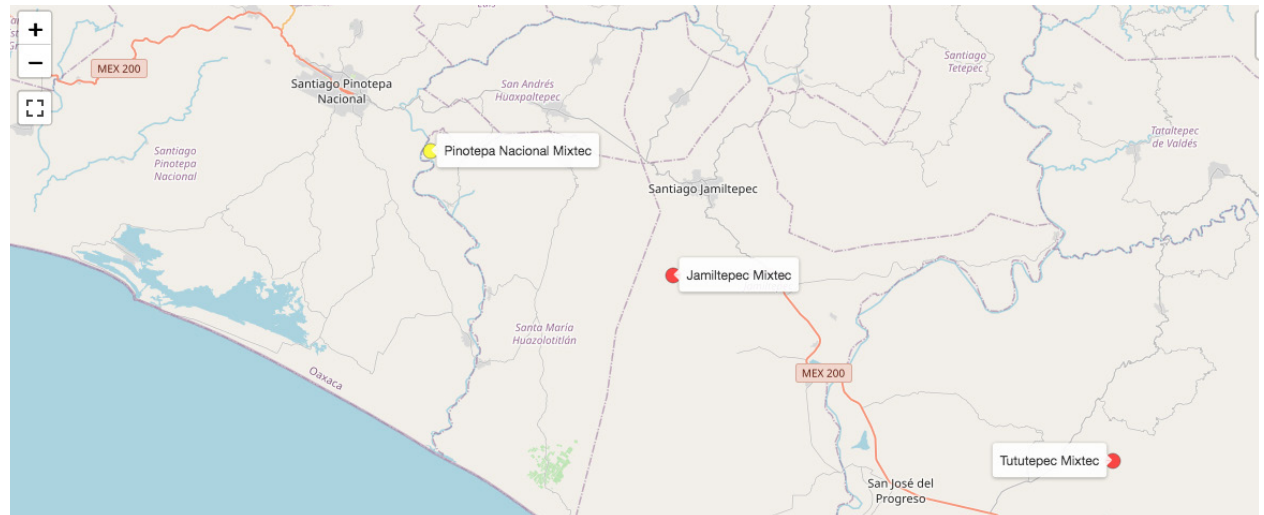 +
−
MEX 200
Santiago Pinotepa
Nacional
San Andrés
Huaxpaltepec
Santiago
Tetepec
Santiago
Pinotepa
Nacional
Pinotepa Nacional Mixtec
Tataltepec
de Valdés
Santiago Jamiltepec
Jamiltepec Mixtec
Santa María
Huazolotitlán
Oaxaca
MEX 200
Tututepec Mixtec
San José del
Progreso